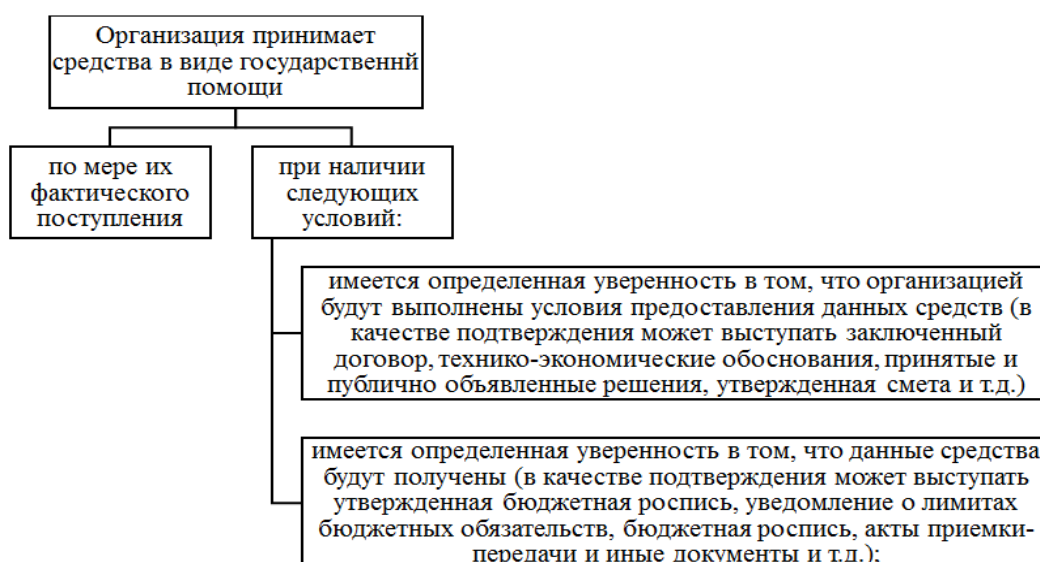 Организация принимает
средства в виде государственнй
помощи
по мере их
фактического
поступления
при наличии
следующих
условий:
имеется определенная уверенность в том, что организацией
будут выполнены условия предоставления данных средств (в
качестве подтверждения может выступать заключенный
договор, технико-экономические обоснования, принятые и
публично объявленные решения, утвержденная смета и т.д.)
имеется определенная уверенность в том, что данные средства
будут получены (в качестве подтверждения может выступать
утвержденная бюджетная роспись, уведомление о лимитах
бюджетных обязательств, бюджетная роспись, акты приемки-
передачи и иные документы и т.д.);